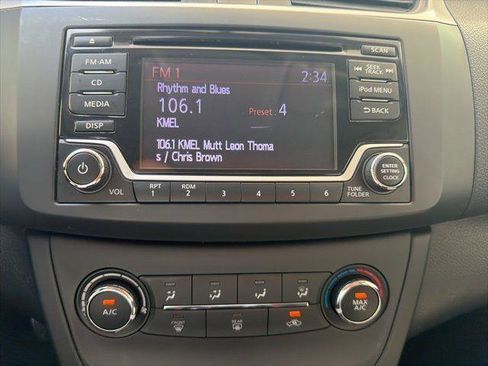 SCAN
FM·AM
CD
MEDIA
DISP
FM 1 2:34
Rhythm and Blues
106.1 Preset : 4
KMEL
106.1 KMEL Mutt Leon Thoma
s / Chris Brown
SEEK
TRACK
iPod MENU
BACK
ENTER
SETTING
CLOCK
VOL
RPT
1
RDM
2
3
4
5
6
TUNE
FOLDER
A/C
FRONT
REAR
MAX
A/C